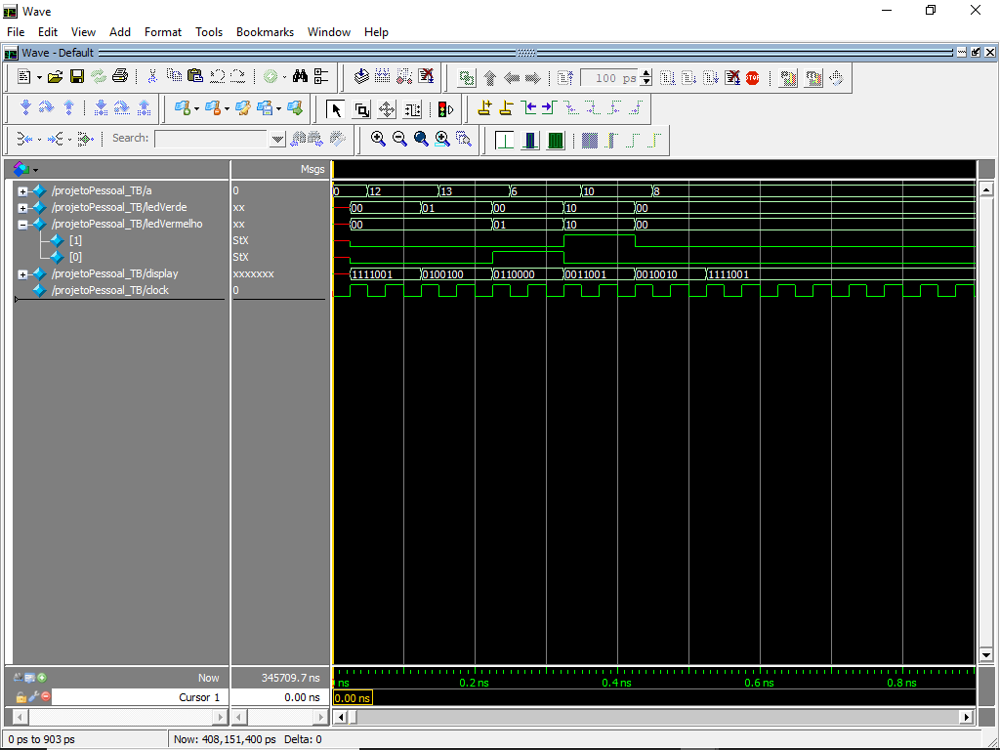 Wave
File Edit View Add Format Tools Bookmarks Window Help
Wave - Default
100 ps
STOP
Search:
Msgs
/projetoPessoal_TB/a 0 0 12 13 6 10 8
/projetoPessoal_TB/ledVerde xx 00 01 00 10 00
/projetoPessoal_TB/ledVermelho xx 00 01 10 00
[1] StX
[0] StX
/projetoPessoal_TB/display xxxxxxx 1111001 0100100 0110000 0011001 0010010 1111001
/projetoPessoal_TB/clock 0
Now 345709.7 ns ns 0.2 ns 0.4 ns 0.6 ns 0.8 ns
Cursor 1 0.00 ns 0.00 ns
0 ps to 903 ps Now: 408,151,400 ps Delta: 0